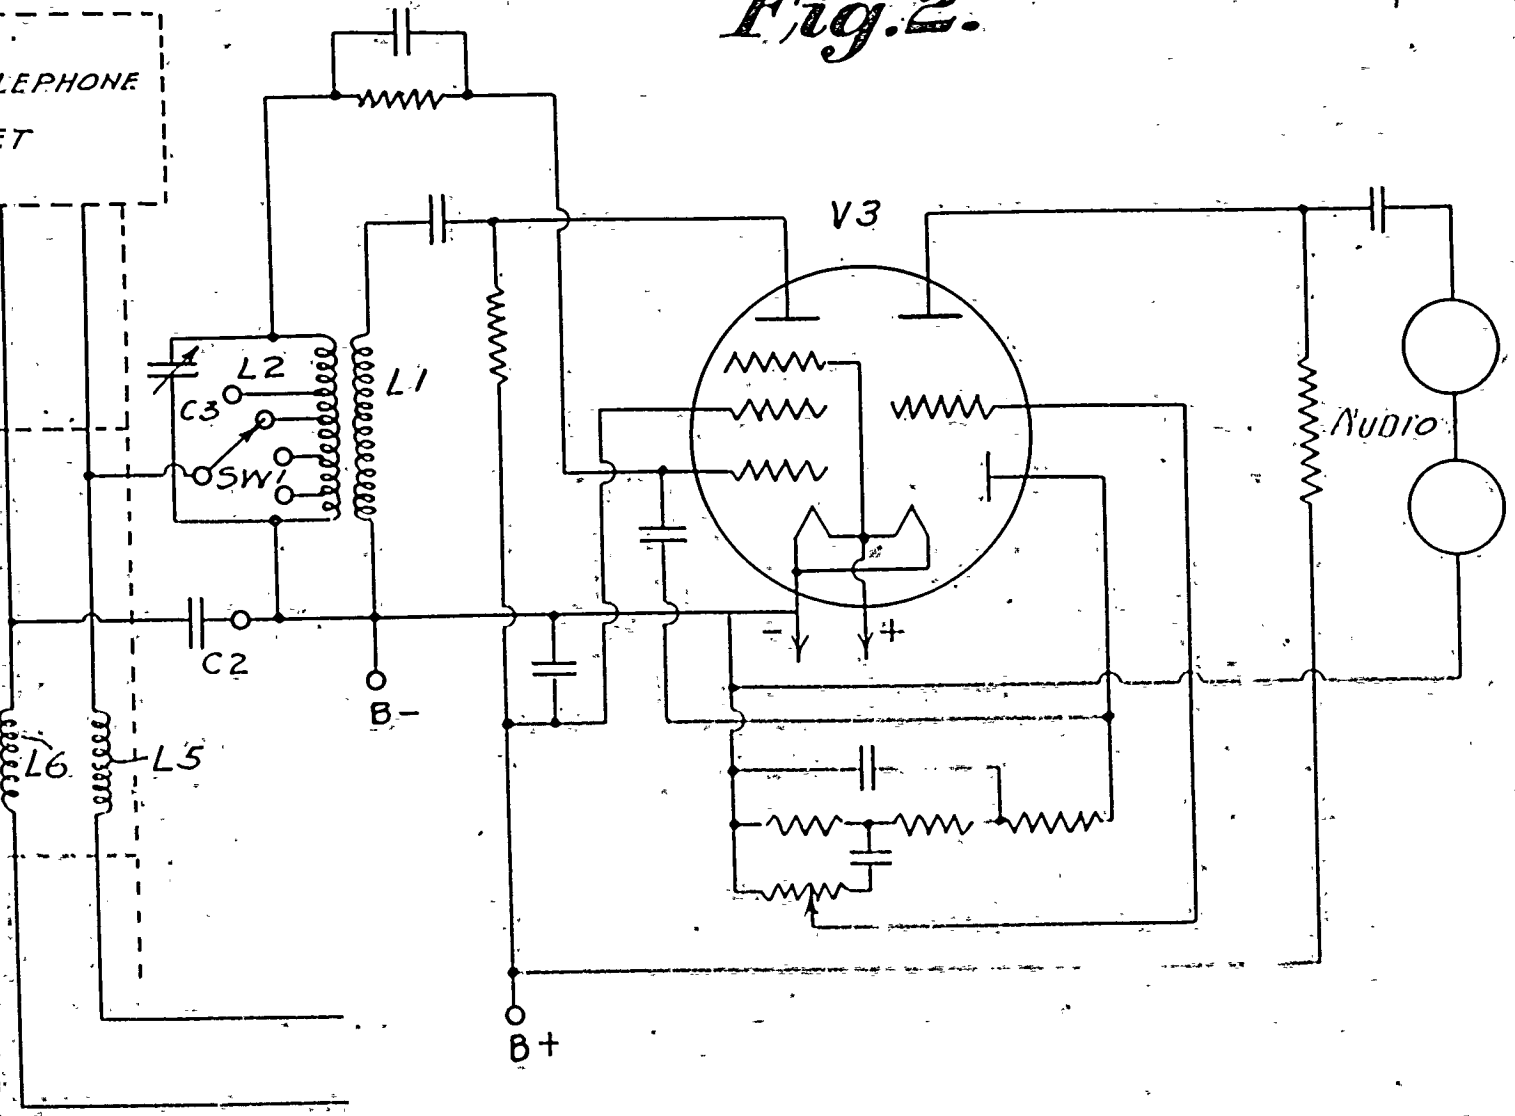 Fig.2.
LEPHONE
ET
V3
L2
L1
C3
SW1
AUDIO
C2
- +
B-
L6
L5
B+